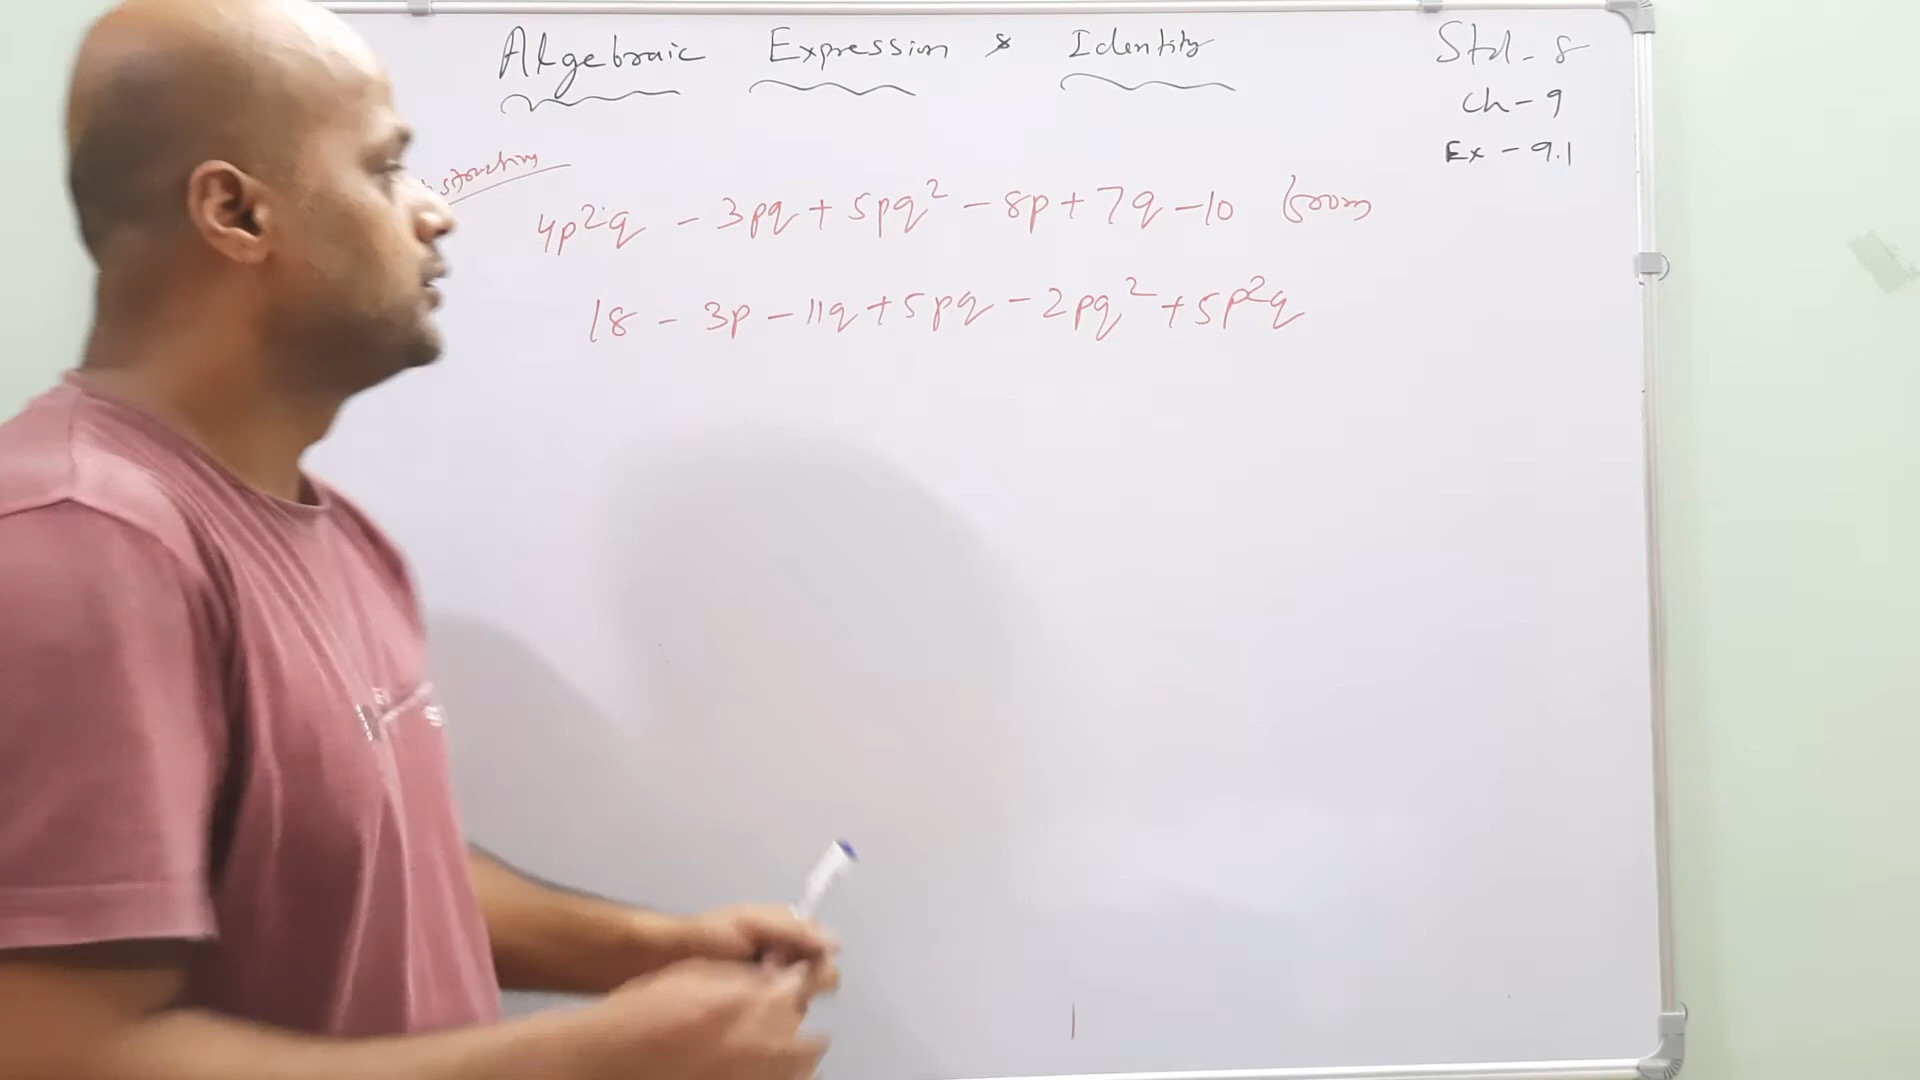 Algebraic Expression & Identity
Std - 8
Ch - 9
Ex - 9.1
4p²q - 3pq + 5pq² - 8p + 7q - 10 from
18 - 3p - 11q + 5pq - 2pq² + 5p²q